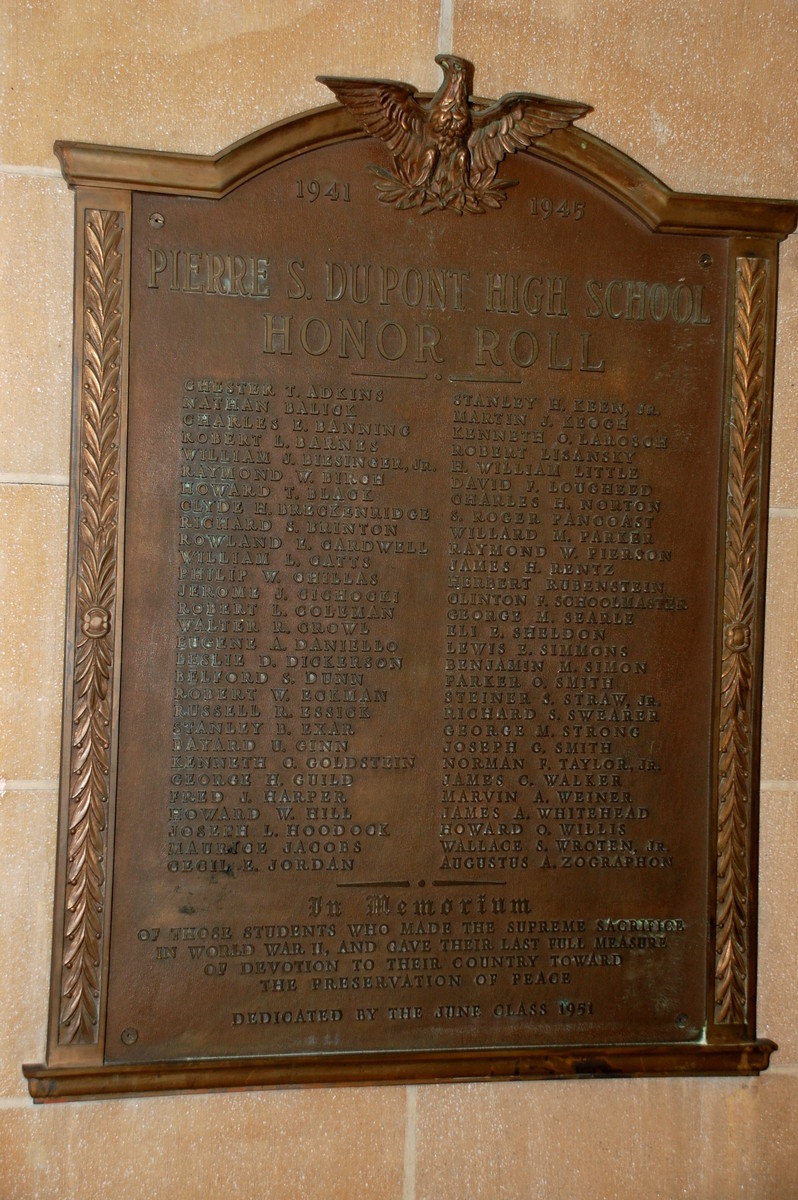 1941 1945
PIERRE S. DUPONT HIGH SCHOOL
HONOR ROLL
CHESTER T. ADKINS
NATHAN BALICK
CHARLES E. BANNING
ROBERT L. BARNES
WILLIAM J. BIESINGER, JR.
RAYMOND W. BIRCH
HOWARD T. BLACK
CLYDE H. BRECKENRIDGE
RICHARD S. BRINTON
ROWLAND E. CARDWELL
WILLIAM L. CATTS
PHILIP W. CHILLAS
JEROME J. CICHOCKI
ROBERT L. COLEMAN
WALTER R. CROWL
EUGENE A. DANIELLO
LESLIE D. DICKERSON
BELFORD S. DUNN
ROBERT W. ECKMAN
RUSSELL R. ESSICK
STANLEY B. EXAR
BAYARD U. GINN
KENNETH C. GOLDSTEIN
GEORGE H. GUILD
FRED J. HARPER
HOWARD W. HILL
JOSEPH L. HOODOCK
MAURICE JACOBS
CECIL E. JORDAN
STANLEY H. KEEN, JR.
MARTIN J. KEOGH
KENNETH O. LAROSCH
ROBERT LISANSKY
H. WILLIAM LITTLE
DAVID F. LOUGHEED
CHARLES H. NORTON
S. ROGER PANCOAST
WILLARD M. PARKER
RAYMOND W. PIERSON
JAMES H. RENTZ
HERBERT RUBENSTEIN
CLINTON F. SCHOOLMASTER
GEORGE M. SEARLE
ELI E. SHELDON
LEWIS E. SIMMONS
BENJAMIN M. SIMON
PARKER O. SMITH
STEINER S. STRAW, JR.
RICHARD S. SWEARER
GEORGE M. STRONG
JOSEPH G. SMITH
NORMAN F. TAYLOR, JR.
JAMES C. WALKER
MARVIN A. WEINER
JAMES A. WHITEHEAD
HOWARD O. WILLIS
WALLACE S. WROTEN, JR.
AUGUSTUS A. ZOGRAPHON
In Memorium
OF THOSE STUDENTS WHO MADE THE SUPREME SACRIFICE
IN WORLD WAR II, AND GAVE THEIR LAST FULL MEASURE
OF DEVOTION TO THEIR COUNTRY TOWARD
THE PRESERVATION OF PEACE
DEDICATED BY THE JUNE CLASS 1951